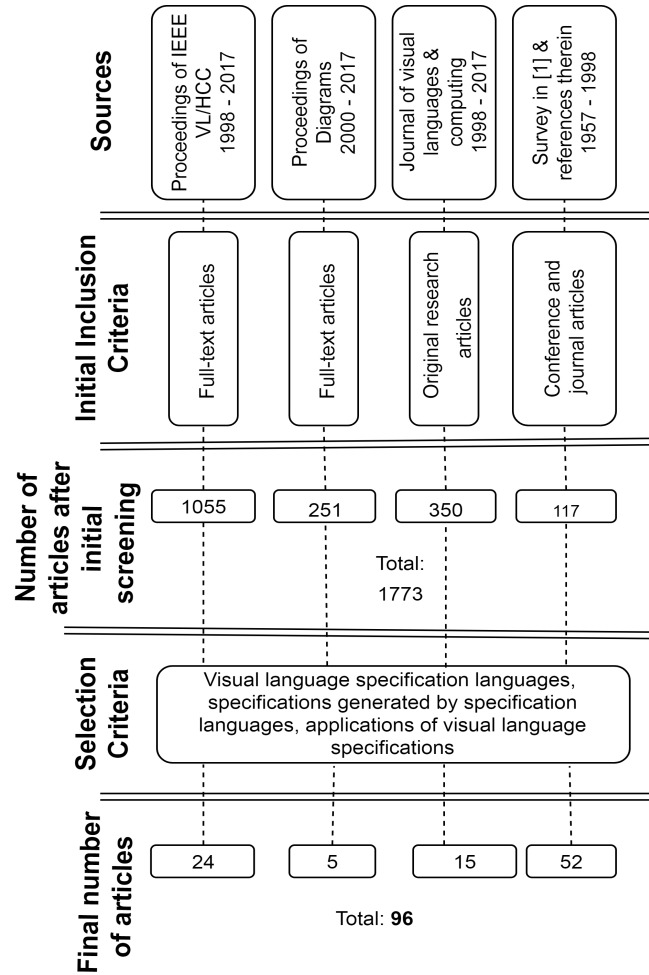 Sources
Proceedings of IEEE
VL/HCC
1998 - 2017
Proceedings of
Diagrams
2000 - 2017
Journal of visual
languages &
computing
1998 - 2017
Survey in [1] &
references therein
1957 - 1998
Initial Inclusion
Criteria
Full-text articles
Full-text articles
Original research
articles
Conference and
journal articles
Number of
articles after
initial
screening
1055
251
350
117
Total:
1773
Selection
Criteria
Visual language specification languages,
specifications generated by specification
languages, applications of visual language
specifications
Final number
of articles
24
5
15
52
Total: 96